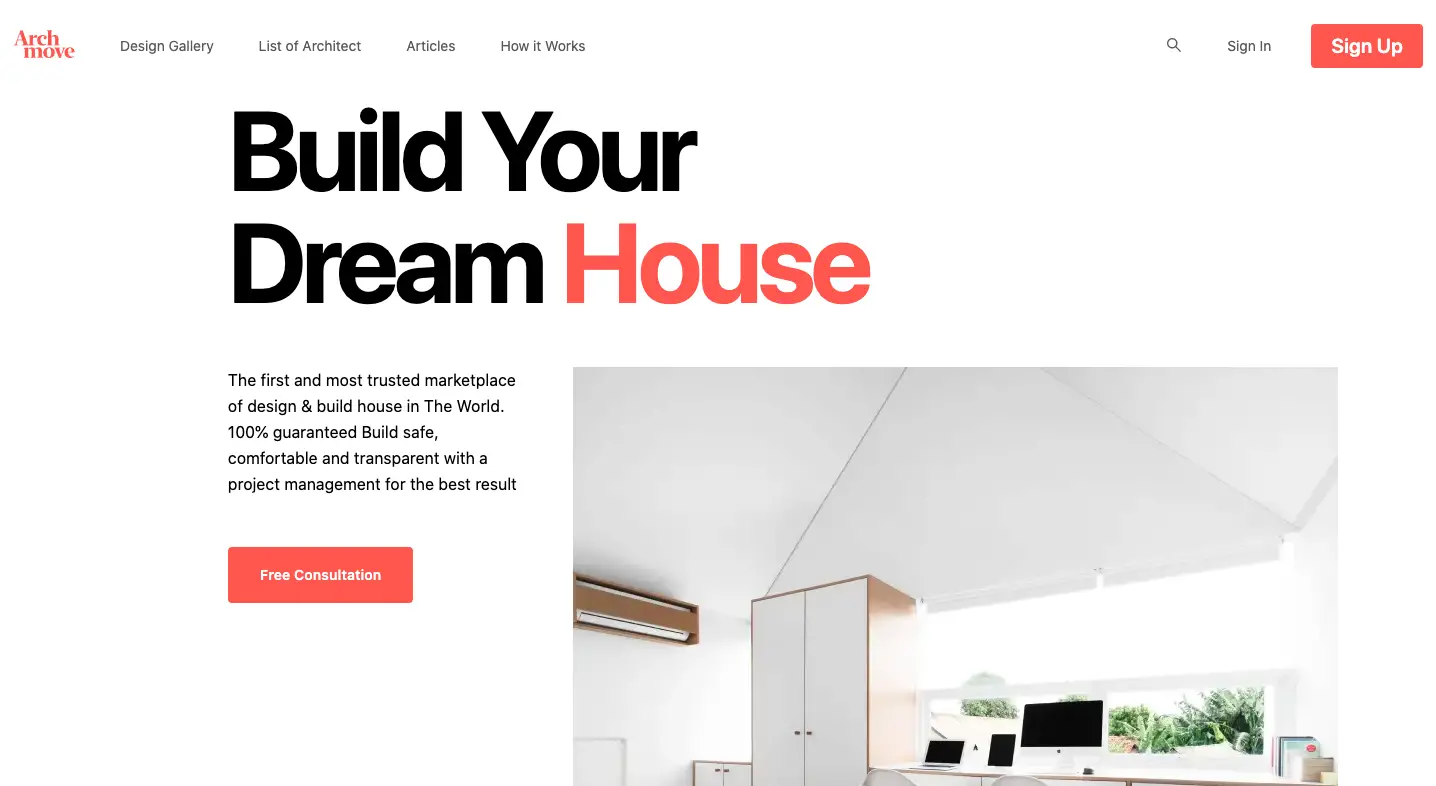 Arch
move
Design Gallery
List of Architect
Articles
How it Works
Sign In
Sign Up
Build Your
Dream House
The first and most trusted marketplace
of design & build house in The World.
100% guaranteed Build safe,
comfortable and transparent with a
project management for the best result
Free Consultation